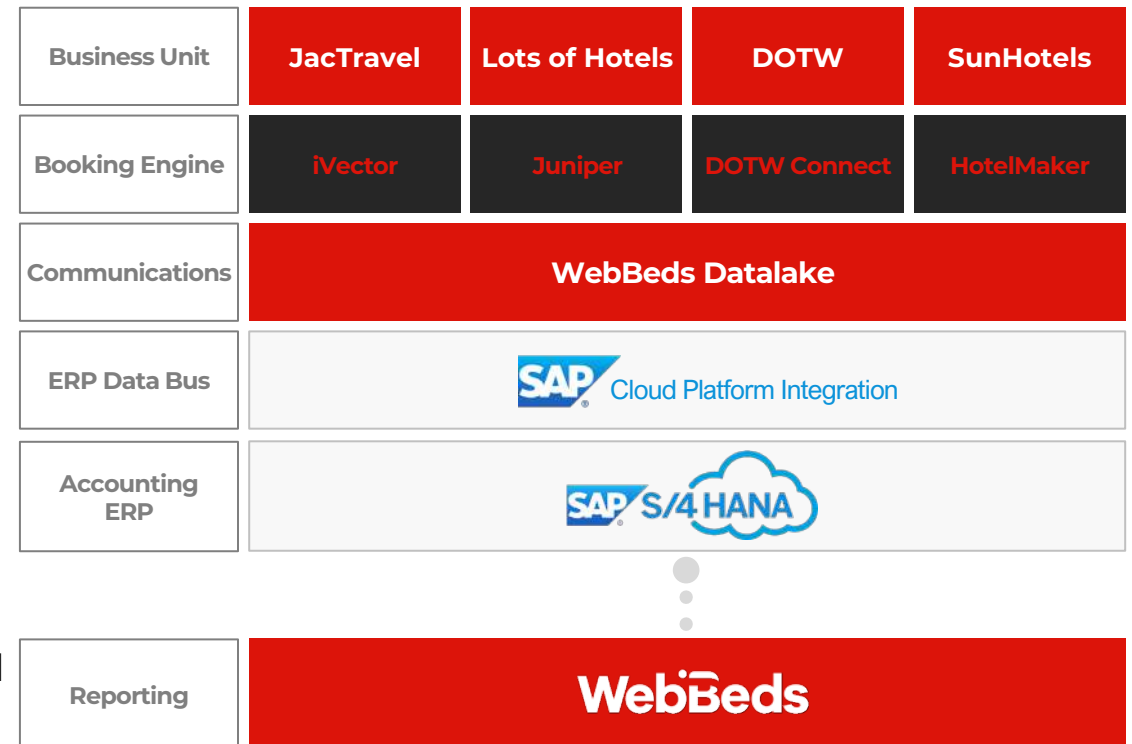 Business Unit
JacTravel
Lots of Hotels
DOTW
SunHotels
Booking Engine
iVector
Juniper
DOTW Connect
HotelMaker
Communications
WebBeds Datalake
ERP Data Bus
SAP®
Cloud Platform Integration
Accounting
ERP
SAP® S/4 HANA
Reporting
WebBeds